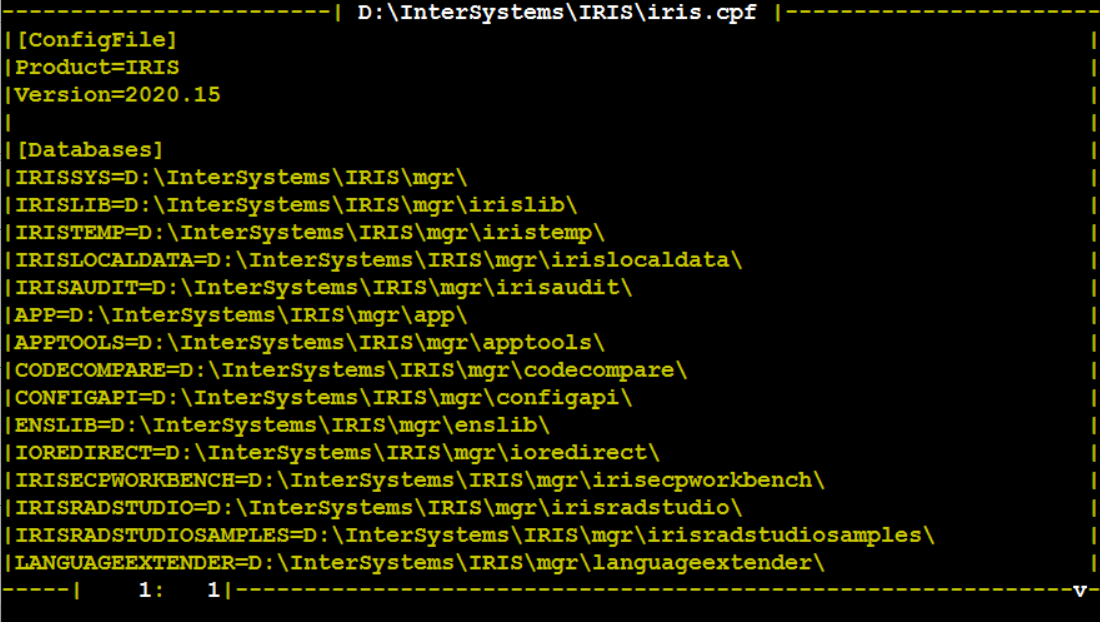 -----------------------| D:\InterSystems\IRIS\iris.cpf |----------------------
|[ConfigFile] |
|Product=IRIS |
|Version=2020.15 |
| |
|[Databases] |
|IRISSYS=D:\InterSystems\IRIS\mgr\ |
|IRISLIB=D:\InterSystems\IRIS\mgr\irislib\ |
|IRISTEMP=D:\InterSystems\IRIS\mgr\iristemp\ |
|IRISLOCALDATA=D:\InterSystems\IRIS\mgr\irislocaldata\ |
|IRISAUDIT=D:\InterSystems\IRIS\mgr\irisaudit\ |
|APP=D:\InterSystems\IRIS\mgr\app\ |
|APPTOOLS=D:\InterSystems\IRIS\mgr\apptools\ |
|CODECOMPARE=D:\InterSystems\IRIS\mgr\codecompare\ |
|CONFIGAPI=D:\InterSystems\IRIS\mgr\configapi\ |
|ENSLIB=D:\InterSystems\IRIS\mgr\enslib\ |
|IOREDIRECT=D:\InterSystems\IRIS\mgr\ioredirect\ |
|IRISECPWORKBENCH=D:\InterSystems\IRIS\mgr\irisecpworkbench\ |
|IRISRADSTUDIO=D:\InterSystems\IRIS\mgr\irisradstudio\ |
|IRISRADSTUDIOSAMPLES=D:\InterSystems\IRIS\mgr\irisradstudiosamples\ |
|LANGUAGEEXTENDER=D:\InterSystems\IRIS\mgr\languageextender\ |
-----|    1:   1|-------------------------------------------------------------v-